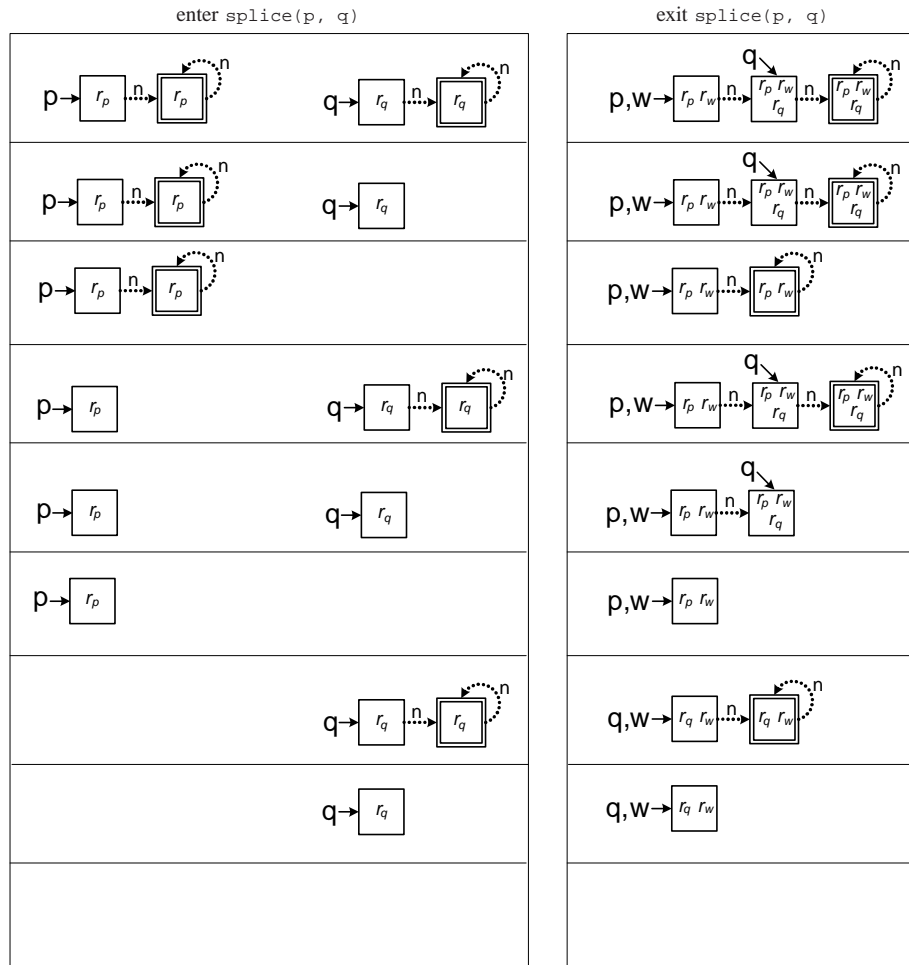 enter splice(p, q) exit splice(p, q)
p r_p n r_p n q r_q n r_q n p,w r_p r_w n q r_p r_w r_q n r_p r_w r_q n
p r_p n r_p n q r_q p,w r_p r_w n q r_p r_w r_q n r_p r_w r_q n
p r_p n r_p n p,w r_p r_w n r_p r_w n
p r_p q r_q n r_q n p,w r_p r_w n q r_p r_w r_q n r_p r_w r_q n
p r_p q r_q p,w r_p r_w n q r_p r_w r_q
p r_p p,w r_p r_w
q r_q n r_q n q,w r_q r_w n r_q r_w n
q r_q q,w r_q r_w